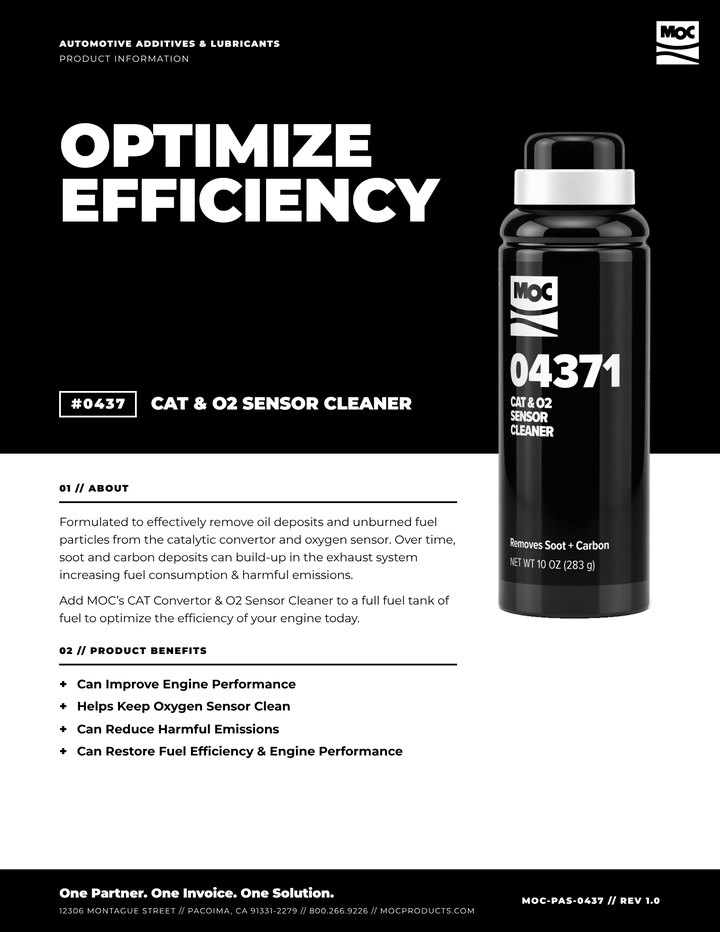 AUTOMOTIVE ADDITIVES & LUBRICANTS
PRODUCT INFORMATION
MOC
OPTIMIZE
EFFICIENCY
#0437
CAT & O2 SENSOR CLEANER
MOC
04371
CAT & O2
SENSOR
CLEANER
Removes Soot + Carbon
NET WT 10 OZ (283 g)
01 // ABOUT
Formulated to effectively remove oil deposits and unburned fuel
particles from the catalytic convertor and oxygen sensor. Over time,
soot and carbon deposits can build-up in the exhaust system
increasing fuel consumption & harmful emissions.
Add MOC’s CAT Convertor & O2 Sensor Cleaner to a full fuel tank of
fuel to optimize the efficiency of your engine today.
02 // PRODUCT BENEFITS
+ Can Improve Engine Performance
+ Helps Keep Oxygen Sensor Clean
+ Can Reduce Harmful Emissions
+ Can Restore Fuel Efficiency & Engine Performance
One Partner. One Invoice. One Solution.
12306 MONTAGUE STREET // PACOIMA, CA 91331-2279 // 800.266.9226 // MOCPRODUCTS.COM
MOC-PAS-0437 // REV 1.0